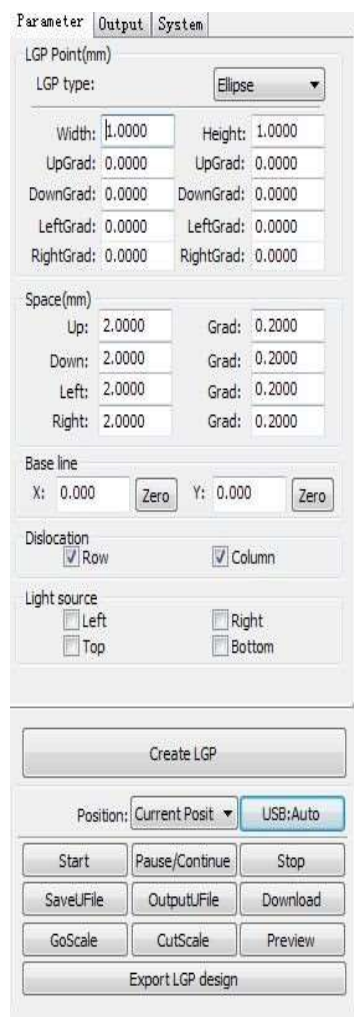 Parameter Output System
LGP Point(mm)
LGP type: Ellipse
Width: 1.0000 Height: 1.0000
UpGrad: 0.0000 UpGrad: 0.0000
DownGrad: 0.0000 DownGrad: 0.0000
LeftGrad: 0.0000 LeftGrad: 0.0000
RightGrad: 0.0000 RightGrad: 0.0000
Space(mm)
Up: 2.0000 Grad: 0.2000
Down: 2.0000 Grad: 0.2000
Left: 2.0000 Grad: 0.2000
Right: 2.0000 Grad: 0.2000
Base line
X: 0.000 Zero Y: 0.000 Zero
Dislocation
Row Column
Light source
Left Right
Top Bottom
Create LGP
Position: Current Posit USB:Auto
Start Pause/Continue Stop
SaveUFile OutputUFile Download
GoScale CutScale Preview
Export LGP design